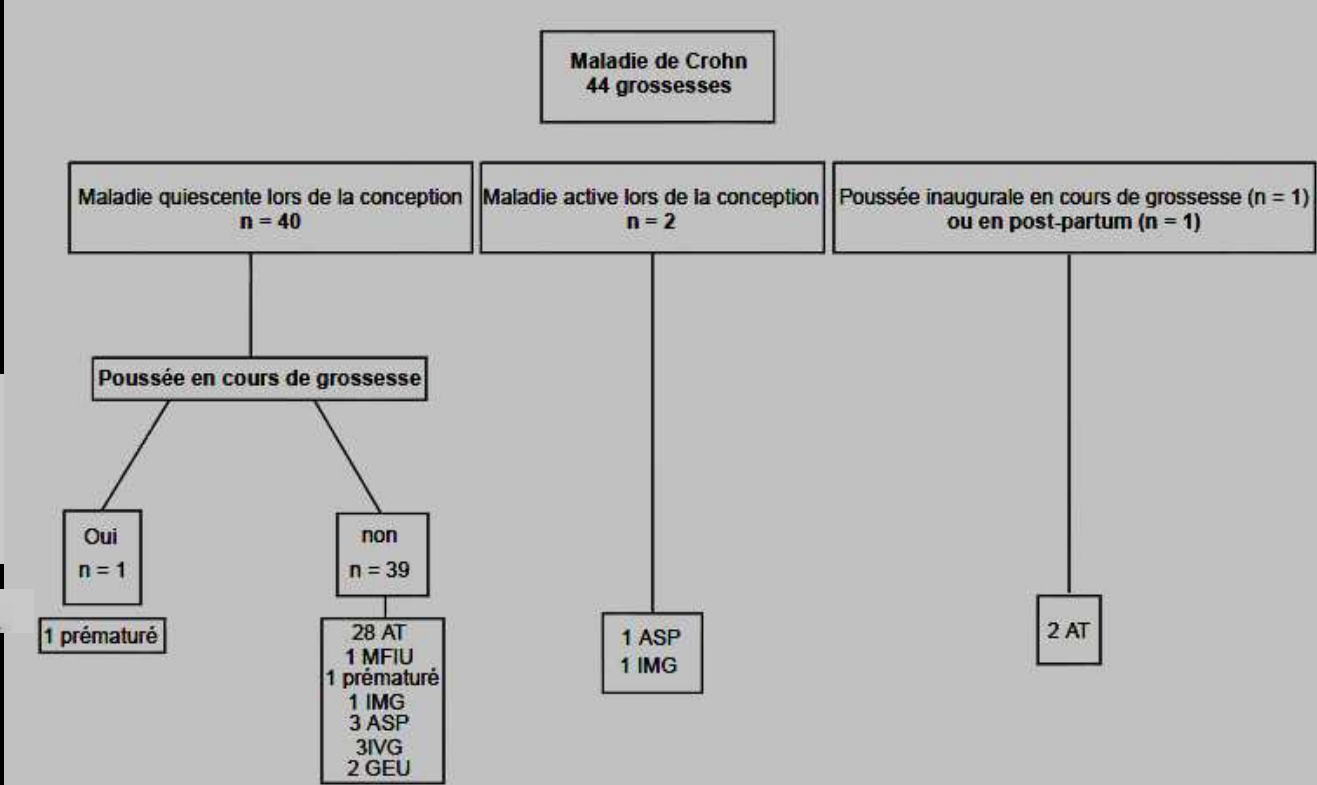 Maladie de Crohn
44 grossesses
Maladie quiescente lors de la conception
n = 40
Maladie active lors de la conception
n = 2
Poussée inaugurale en cours de grossesse (n = 1)
ou en post-partum (n = 1)
Poussée en cours de grossesse
Oui
n = 1
non
n = 39
1 prématuré
28 AT
1 MFIU
1 prématuré
1 IMG
3 ASP
3IVG
2 GEU
1 ASP
1 IMG
2 AT